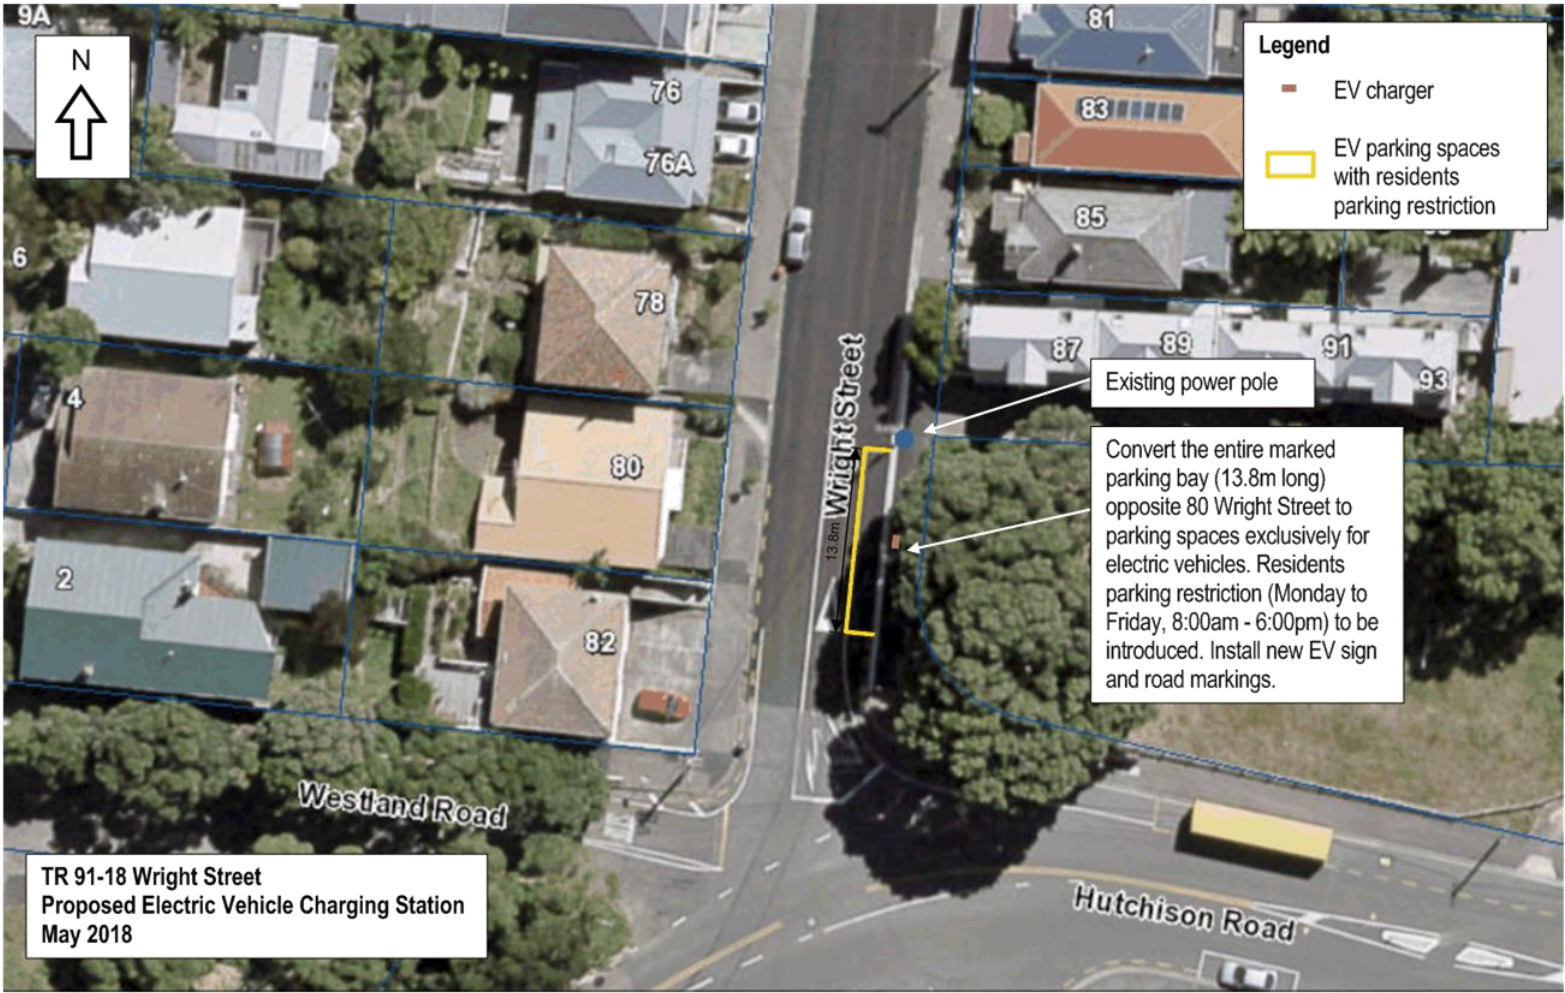 9A
N
81
Legend
EV charger
EV parking spaces
with residents
parking restriction
76
83
76A
85
6
78
87
89
91
93
Existing power pole
4
Wright Street
80
13.8m
Convert the entire marked
parking bay (13.8m long)
opposite 80 Wright Street to
parking spaces exclusively for
electric vehicles. Residents
parking restriction (Monday to
Friday, 8:00am - 6:00pm) to be
introduced. Install new EV sign
and road markings.
2
82
Westland Road
TR 91-18 Wright Street
Proposed Electric Vehicle Charging Station
May 2018
Hutchison Road